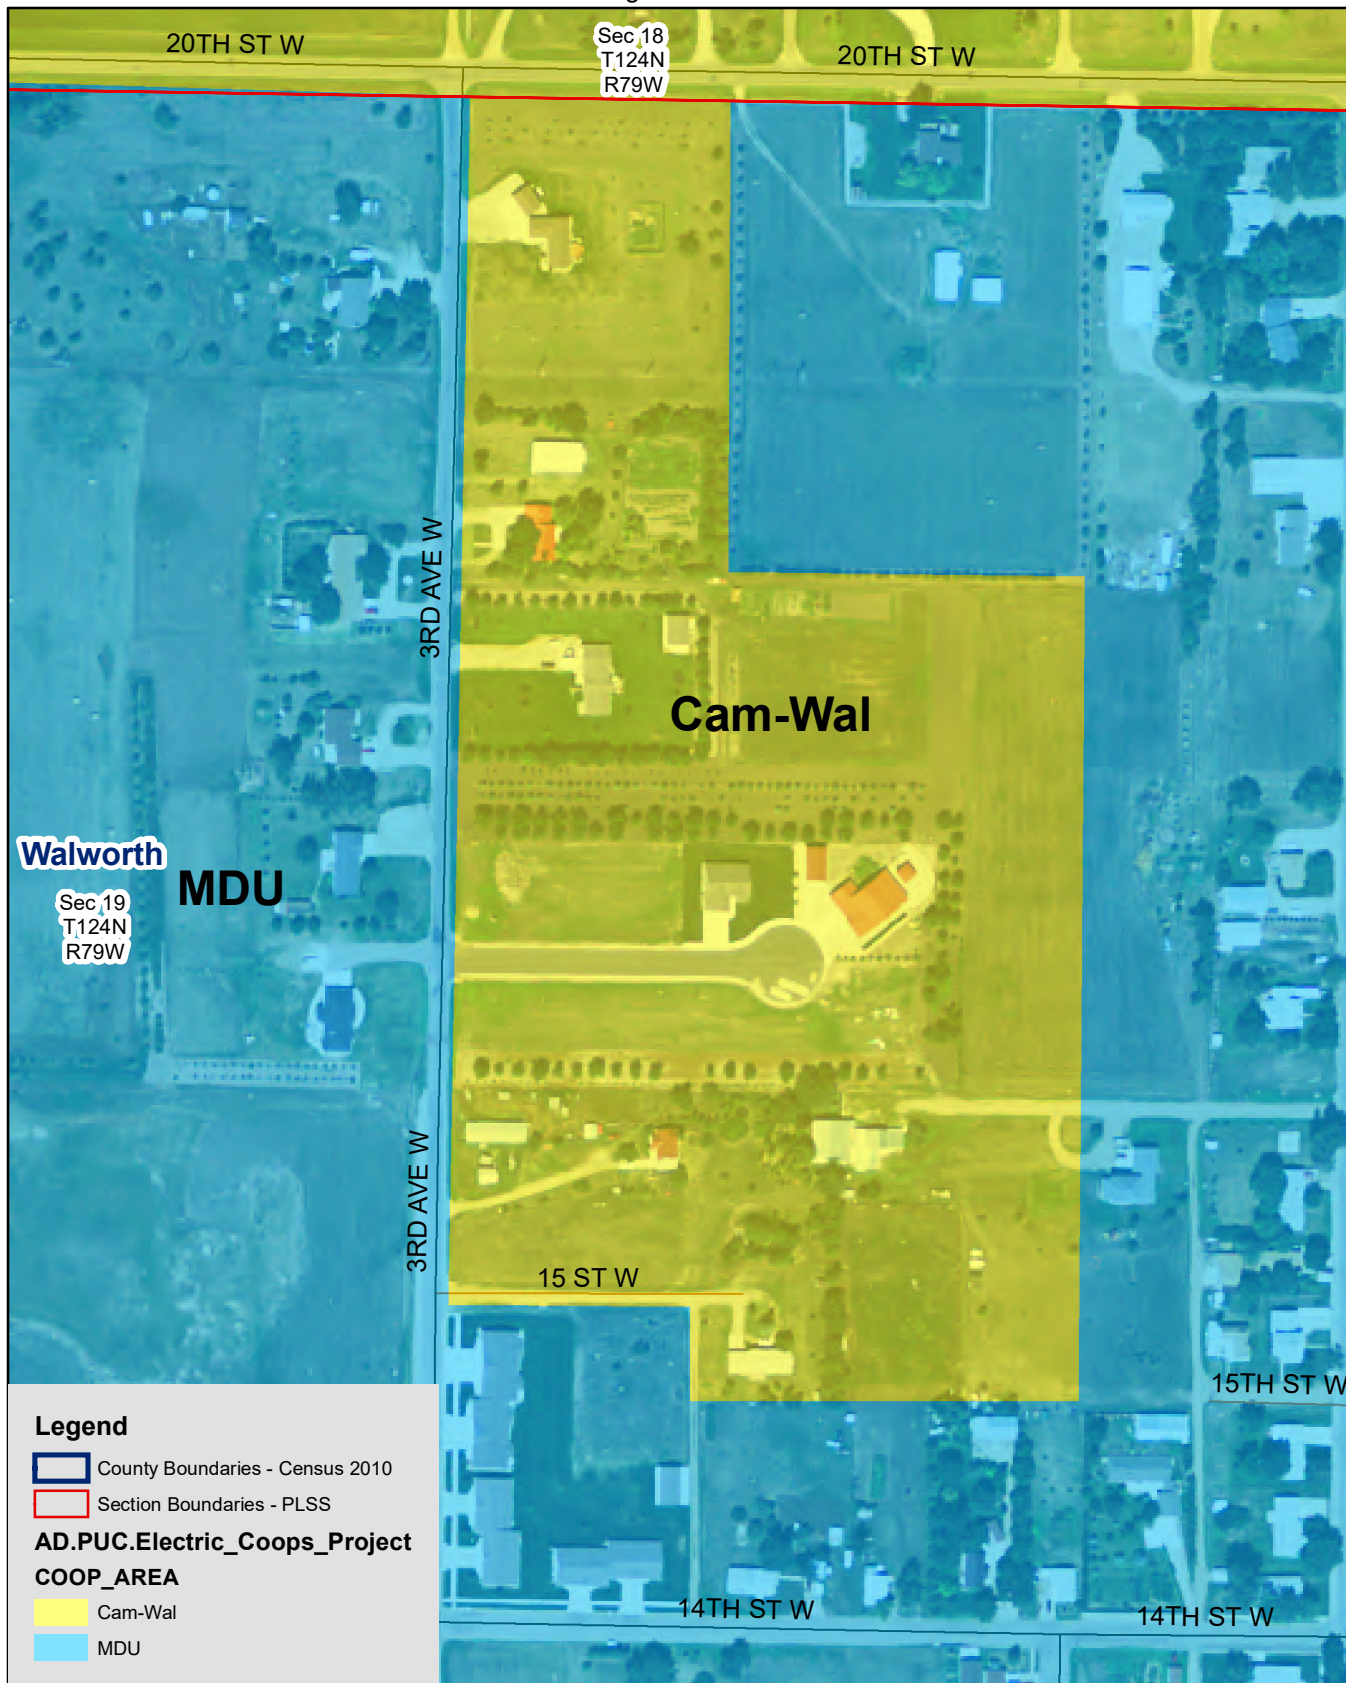 20TH ST W
Sec 18
T124N
R79W
20TH ST W
3RD AVE W
Cam-Wal
Walworth
MDU
Sec 19
T124N
R79W
3RD AVE W
15 ST W
15TH ST W
Legend
County Boundaries - Census 2010
Section Boundaries - PLSS
AD.PUC.Electric_Coops_Project
COOP_AREA
Cam-Wal
MDU
14TH ST W
14TH ST W